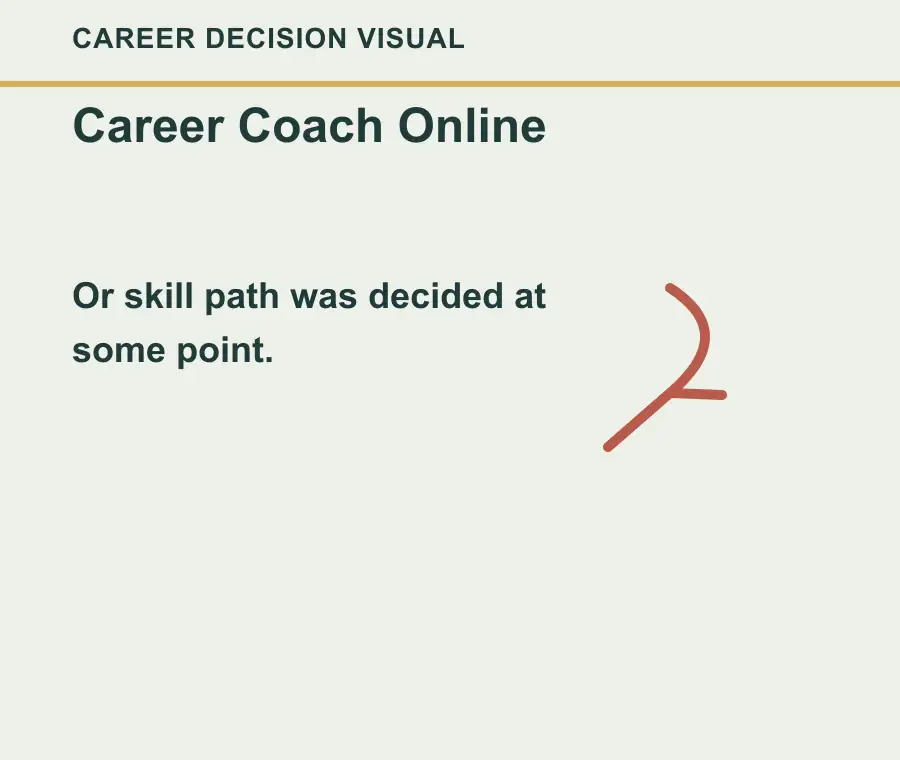 CAREER DECISION VISUAL
Career Coach Online
Or skill path was decided at
some point.